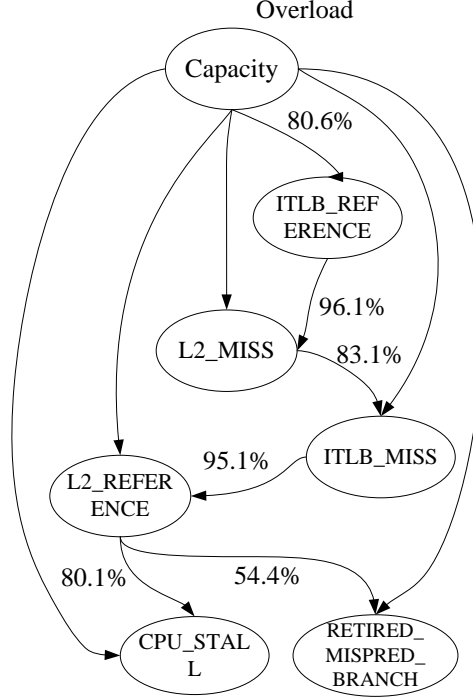 Overload
Capacity
80.6%
ITLB_REF
ERENCE
96.1%
L2_MISS
83.1%
ITLB_MISS
95.1%
L2_REFER
ENCE
80.1%
54.4%
CPU_STAL
L
RETIRED_
MISPRED_
BRANCH